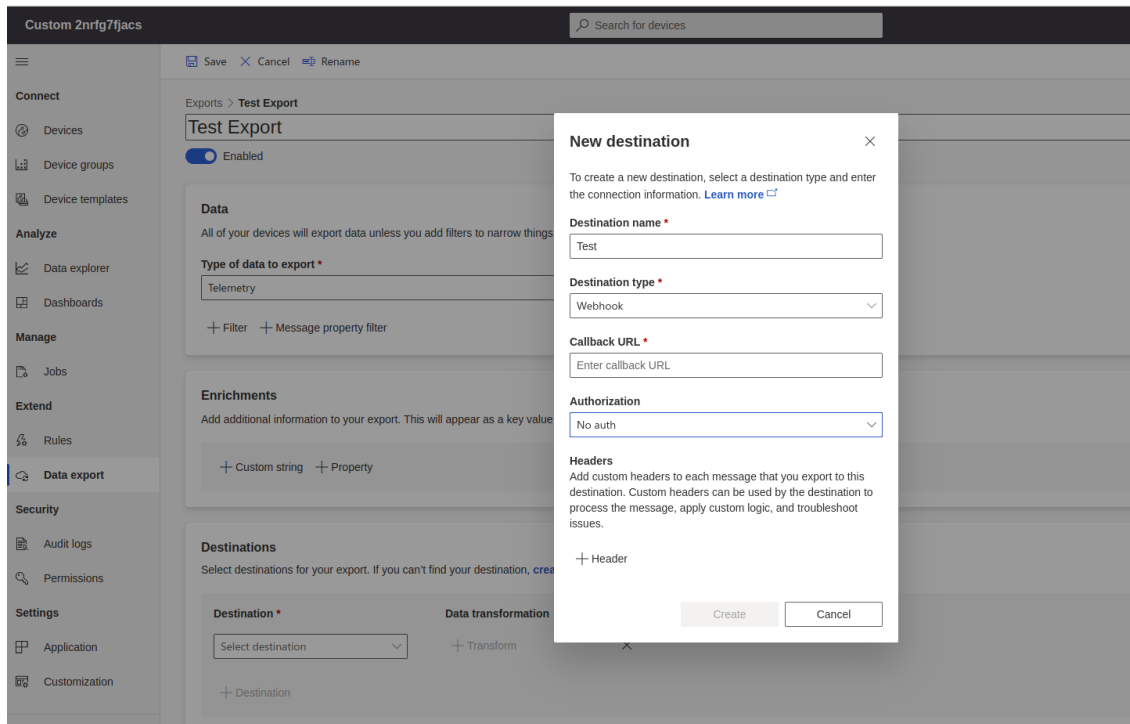 Custom 2nrfg7fjacs
Search for devices
Save Cancel Rename
Connect
Devices
Device groups
Device templates
Analyze
Data explorer
Dashboards
Manage
Jobs
Extend
Rules
Data export
Security
Audit logs
Permissions
Settings
Application
Customization
Exports > Test Export
Test Export
Enabled
Data
All of your devices will export data unless you add filters to narrow things
Type of data to export *
Telemetry
+ Filter + Message property filter
Enrichments
Add additional information to your export. This will appear as a key value
+ Custom string + Property
Destinations
Select destinations for your export. If you can't find your destination, crea
Destination * Data transformation
Select destination + Transform
+ Destination
New destination
To create a new destination, select a destination type and enter
the connection information. Learn more
Destination name *
Test
Destination type *
Webhook
Callback URL *
Enter callback URL
Authorization
No auth
Headers
Add custom headers to each message that you export to this
destination. Custom headers can be used by the destination to
process the message, apply custom logic, and troubleshoot
issues.
+ Header
Create Cancel